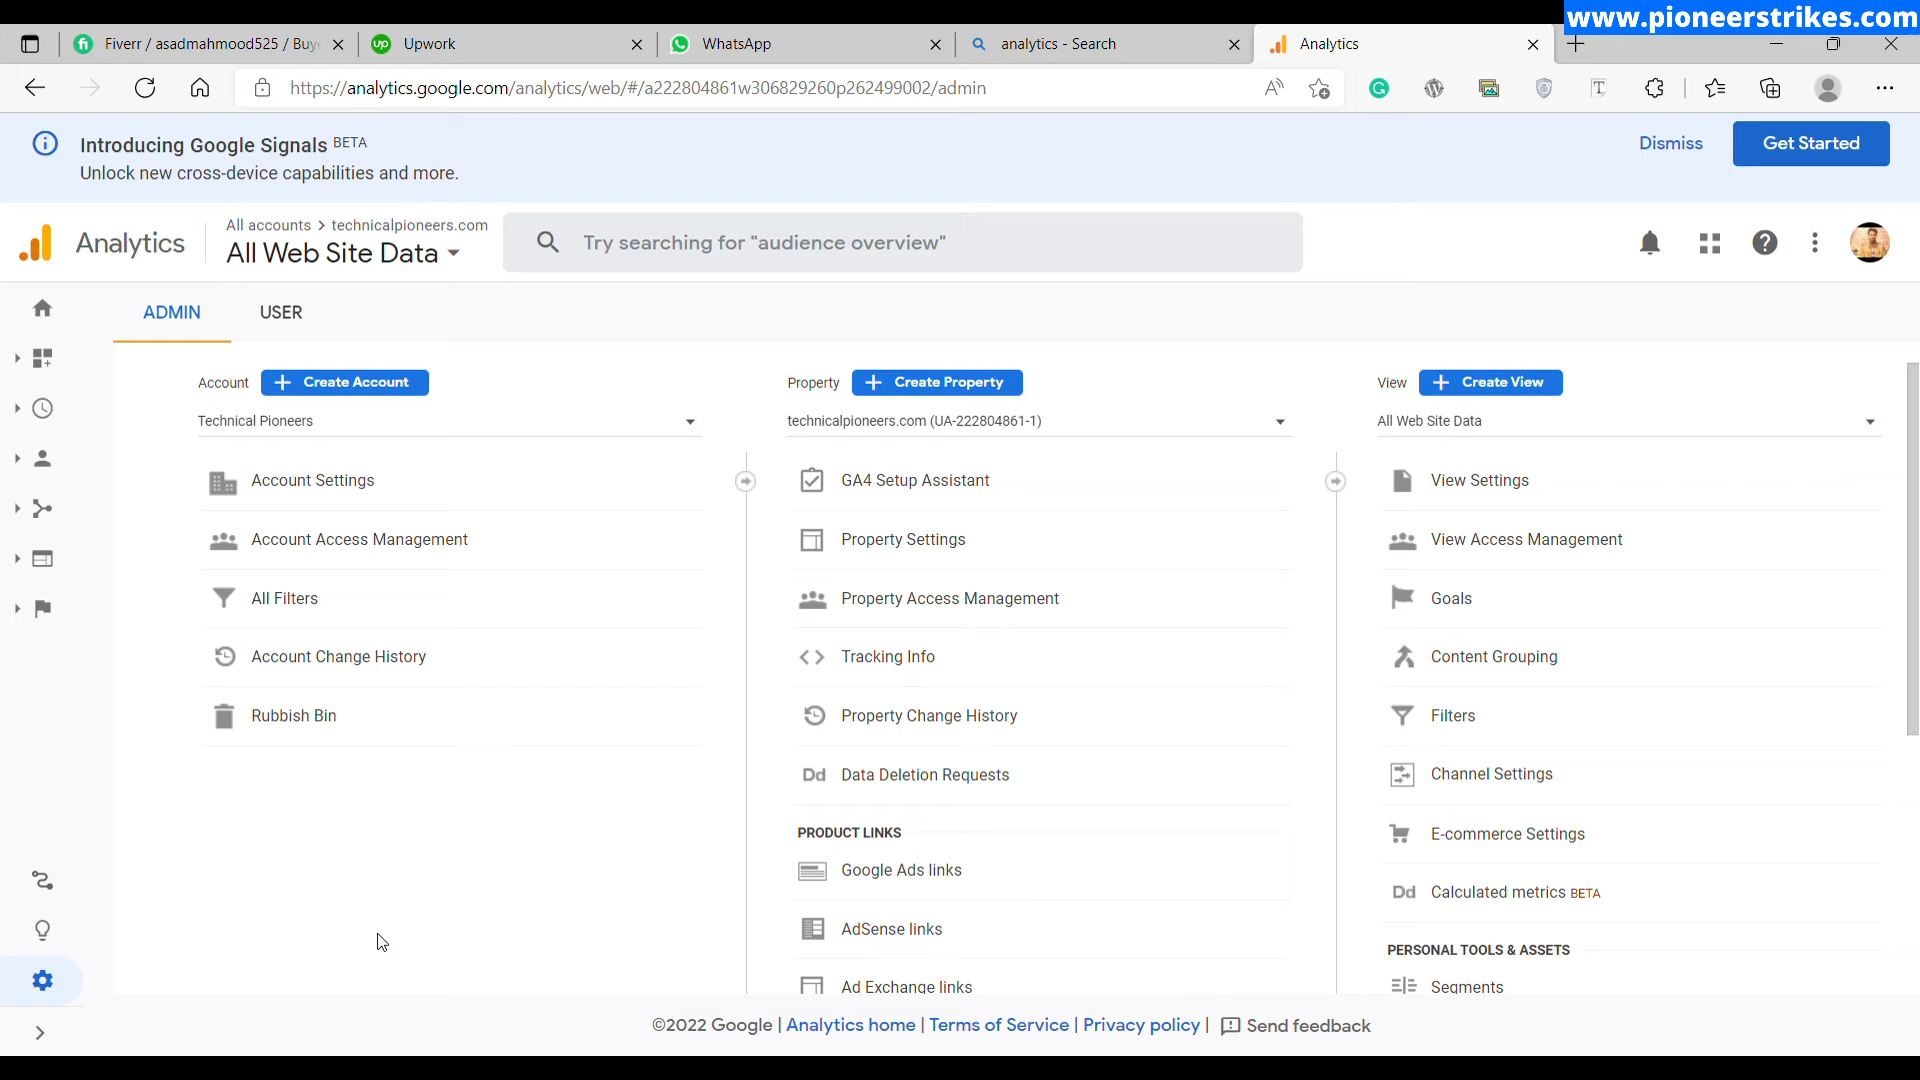 www.pioneerstrikes.com
Fiverr / asadmahmood525 / Buye
up
Upwork
WhatsApp
analytics - Search
Analytics
https://analytics.google.com/analytics/web/#/a222804861w306829260p262499002/admin
Introducing Google Signals BETA
Unlock new cross-device capabilities and more.
Dismiss
Get Started
Analytics
All accounts > technicalpioneers.com
All Web Site Data
Try searching for "audience overview"
ADMIN
USER
Account
+ Create Account
Property
+ Create Property
View
+ Create View
Technical Pioneers
technicalpioneers.com (UA-222804861-1)
All Web Site Data
Account Settings
Account Access Management
All Filters
Account Change History
Rubbish Bin
GA4 Setup Assistant
Property Settings
Property Access Management
Tracking Info
Property Change History
Dd Data Deletion Requests
PRODUCT LINKS
Google Ads links
AdSense links
Ad Exchange links
View Settings
View Access Management
Goals
Content Grouping
Filters
Channel Settings
E-commerce Settings
Dd Calculated metrics BETA
PERSONAL TOOLS & ASSETS
Segments
©2022 Google | Analytics home | Terms of Service | Privacy policy | Send feedback